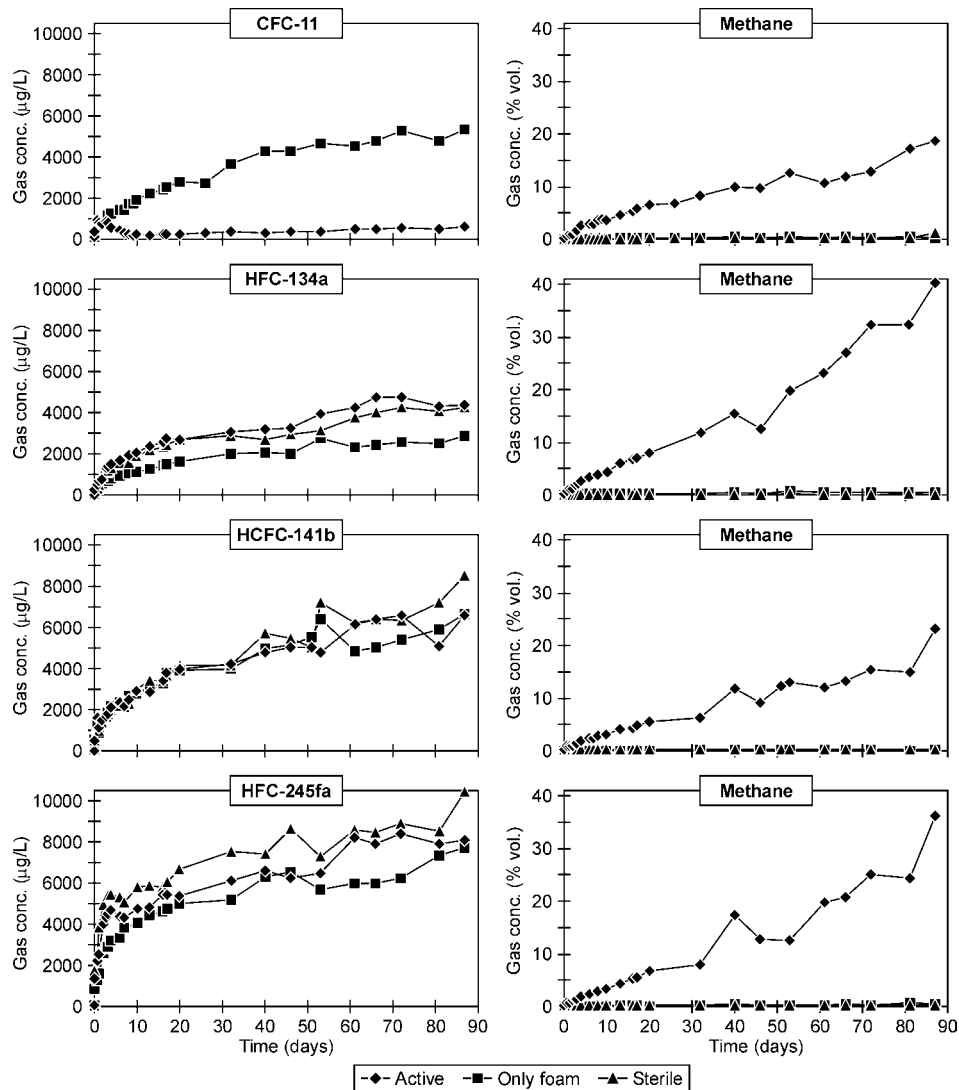 CFC-11
Methane
Gas conc. (µg/L)
10000
8000
6000
4000
2000
0
Gas conc. (% vol.)
40
30
20
10
0
HFC-134a
Methane
Gas conc. (µg/L)
10000
8000
6000
4000
2000
0
Gas conc. (% vol.)
40
30
20
10
0
HCFC-141b
Methane
Gas conc. (µg/L)
10000
8000
6000
4000
2000
0
Gas conc. (% vol.)
40
30
20
10
0
HFC-245fa
Methane
Gas conc. (µg/L)
10000
8000
6000
4000
2000
0
Gas conc. (% vol.)
40
30
20
10
0
0 10 20 30 40 50 60 70 80 90
Time (days)
0 10 20 30 40 50 60 70 80 90
Time (days)
Active Only foam Sterile